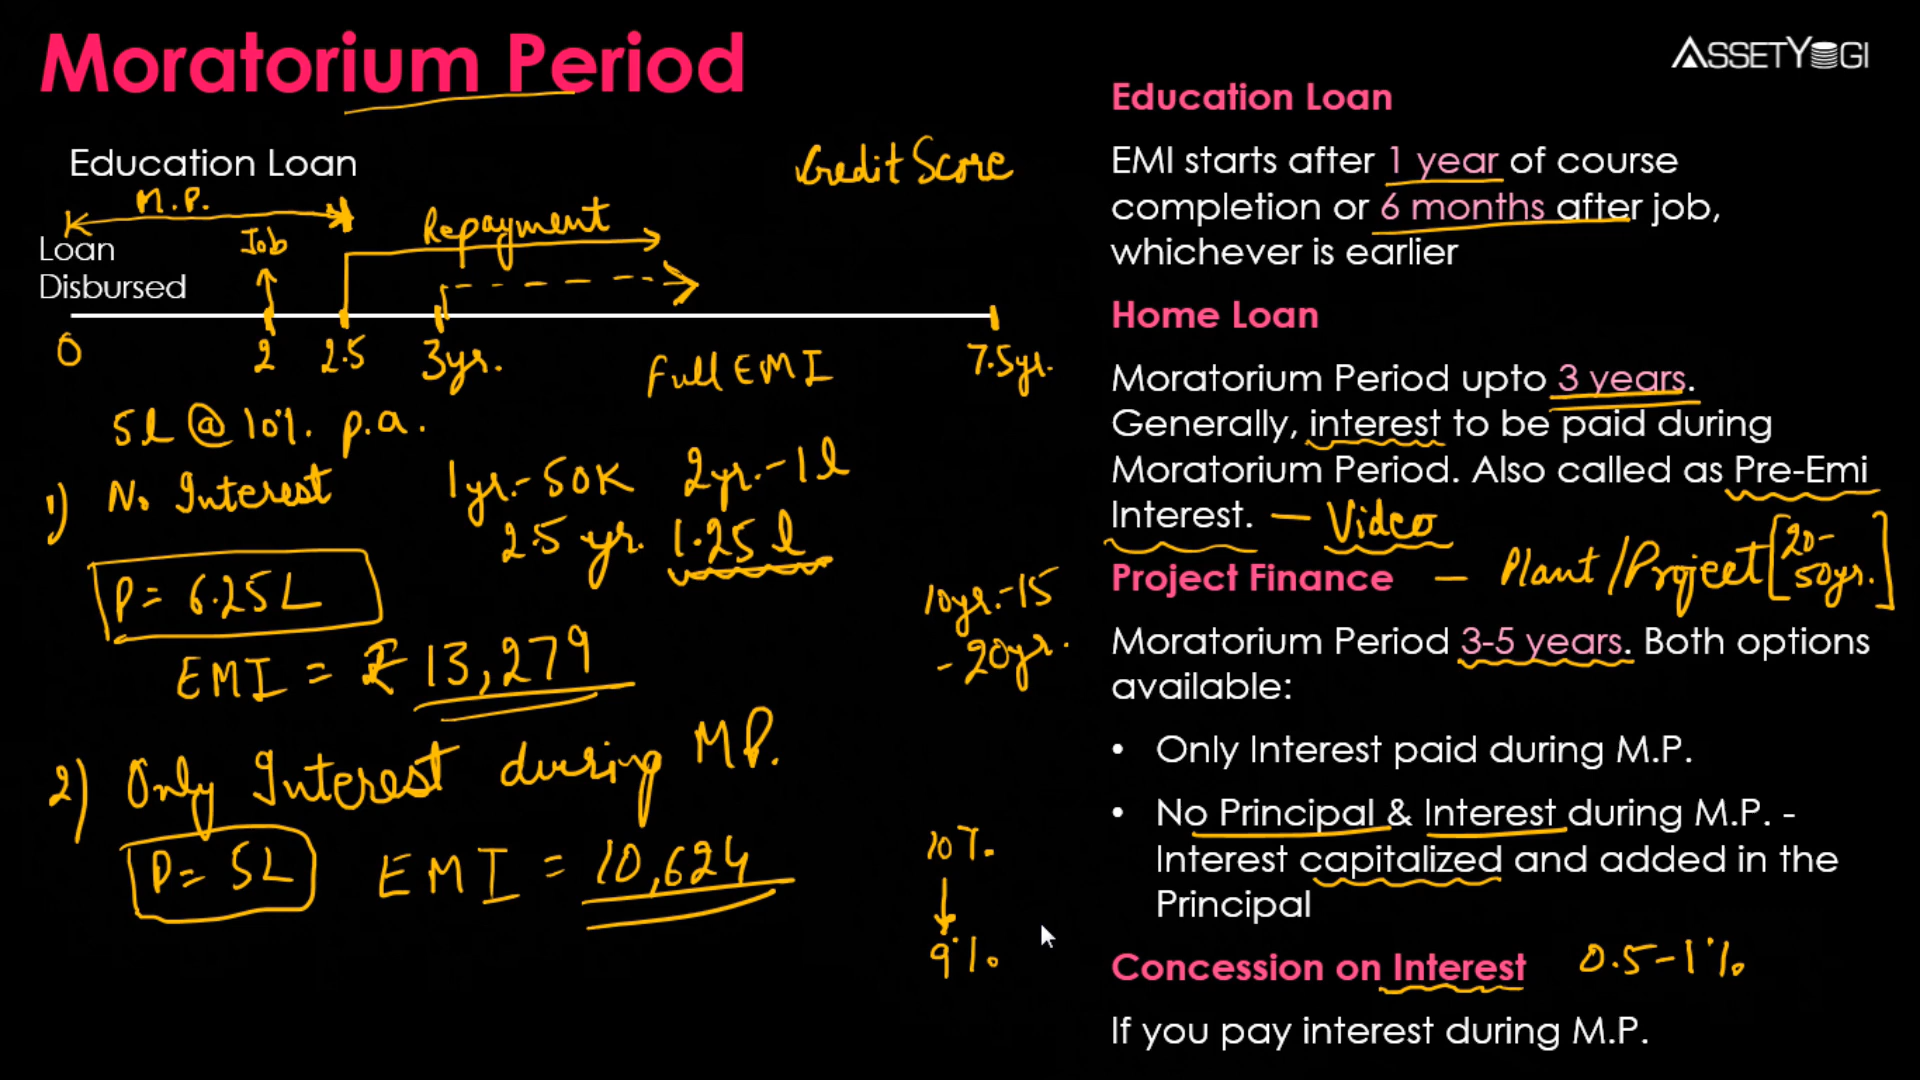 Moratorium Period
ASSETYOGI
Education Loan
M.P.
Loan
Disbursed
Job
Repayment
Credit Score
0
2
2.5
3yr.
Full EMI
7.5yr.
5l @ 10%. p.a.
1) No Interest
1yr.-50K 2yr.-1l
2.5 yr. 1.25 l
P= 6.25L
EMI = ₹ 13,279
10yr.-15
-20yr.
2) Only Interest during M.P.
P= 5L EMI = 10,624
10%
9%
Education Loan
EMI starts after 1 year of course
completion or 6 months after job,
whichever is earlier
Home Loan
Moratorium Period upto 3 years.
Generally, interest to be paid during
Moratorium Period. Also called as Pre-Emi
Interest. – Video
Project Finance – Plant/Project [20-
50yr.]
Moratorium Period 3-5 years. Both options
available:
• Only Interest paid during M.P.
• No Principal & Interest during M.P. -
Interest capitalized and added in the
Principal
Concession on Interest 0.5-1%
If you pay interest during M.P.